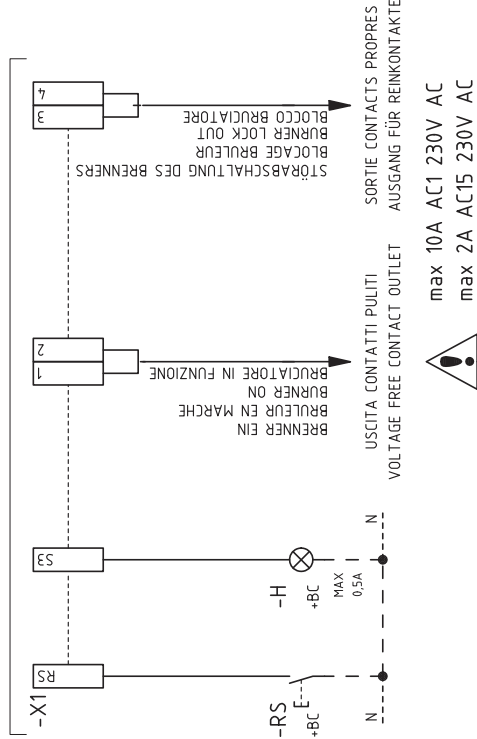 -X1
RS
S3
1
2
3
4
BRENNER EIN
BRULEUR EN MARCHE
BURNER ON
BRUCIATORE IN FUNZIONE
STÖRABSCHALTUNG DES BRENNERS
BLOCAGE BRULEUR
BURNER LOCK OUT
BLOCCO BRUCIATORE
-RS
+BC
-H
+BC
MAX
0,5A
N
N
USCITA CONTATTI PULITI
VOLTAGE FREE CONTACT OUTLET
SORTIE CONTACTS PROPRES
AUSGANG FÜR REINKONTAKTE
!
max 10A AC1 230V AC
max 2A AC15 230V AC